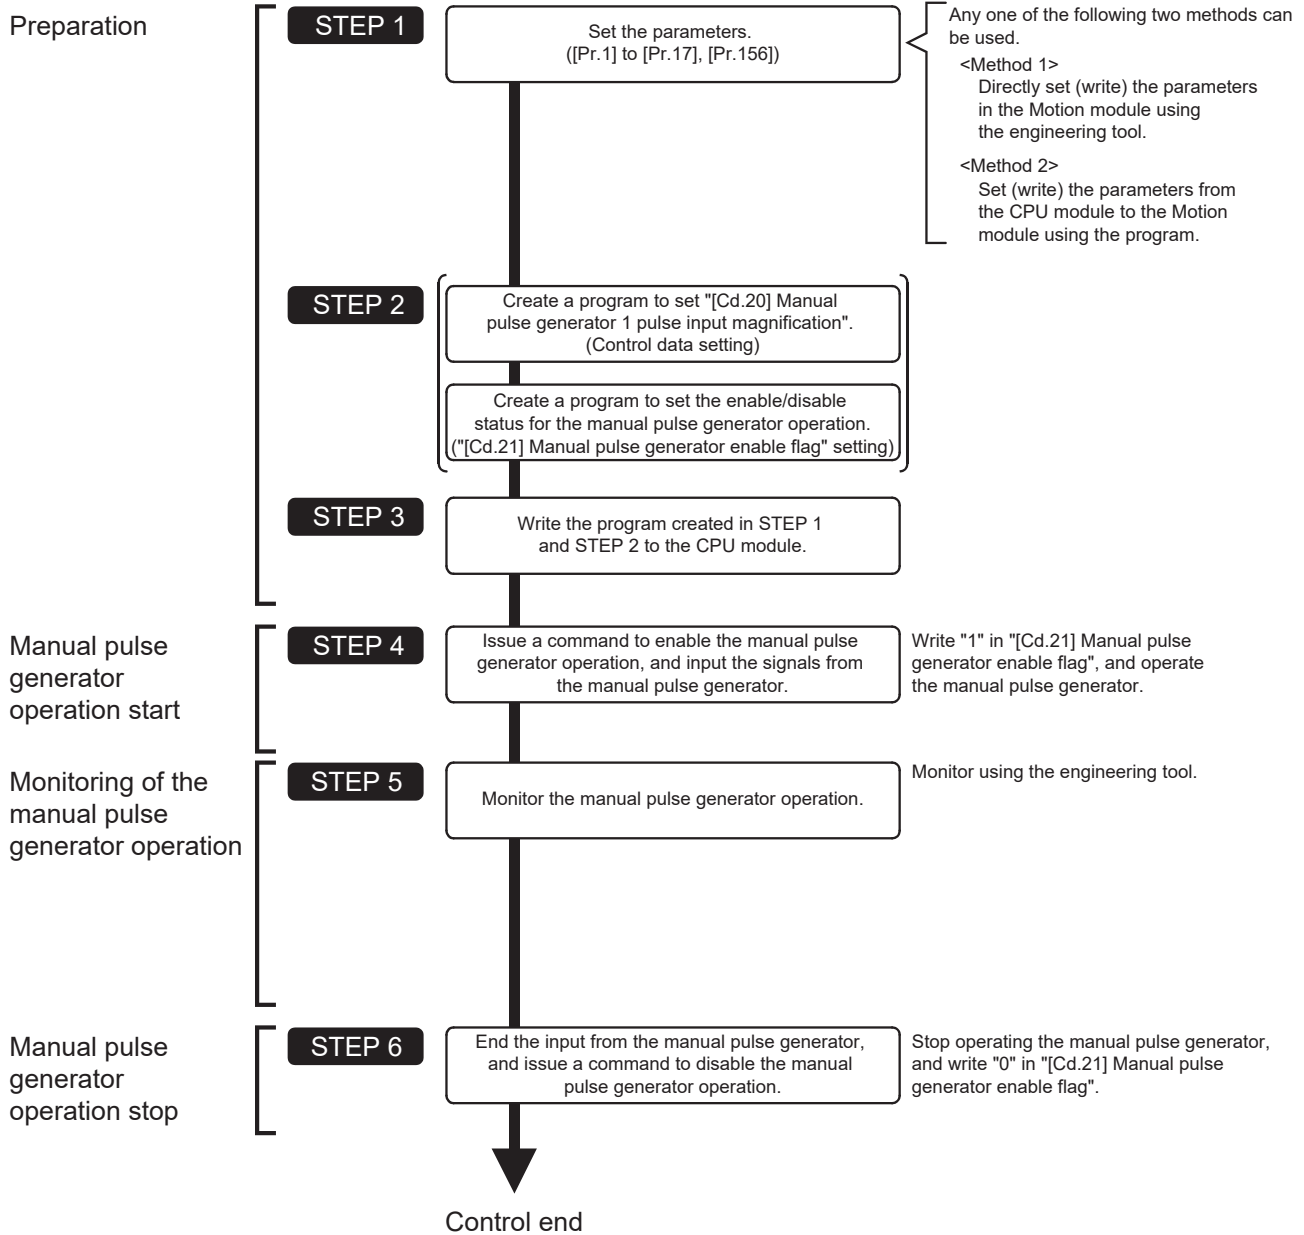 Preparation
STEP 1
Set the parameters.
([Pr.1] to [Pr.17], [Pr.156])
Any one of the following two methods can
be used.
<Method 1>
Directly set (write) the parameters
in the Motion module using
the engineering tool.
<Method 2>
Set (write) the parameters from
the CPU module to the Motion
module using the program.
STEP 2
Create a program to set "[Cd.20] Manual
pulse generator 1 pulse input magnification".
(Control data setting)
Create a program to set the enable/disable
status for the manual pulse generator operation.
("[Cd.21] Manual pulse generator enable flag" setting)
STEP 3
Write the program created in STEP 1
and STEP 2 to the CPU module.
Manual pulse
generator
operation start
STEP 4
Issue a command to enable the manual pulse
generator operation, and input the signals from
the manual pulse generator.
Write "1" in "[Cd.21] Manual pulse
generator enable flag", and operate
the manual pulse generator.
Monitoring of the
manual pulse
generator operation
STEP 5
Monitor the manual pulse generator operation.
Monitor using the engineering tool.
Manual pulse
generator
operation stop
STEP 6
End the input from the manual pulse generator,
and issue a command to disable the manual
pulse generator operation.
Stop operating the manual pulse generator,
and write "0" in "[Cd.21] Manual pulse
generator enable flag".
Control end